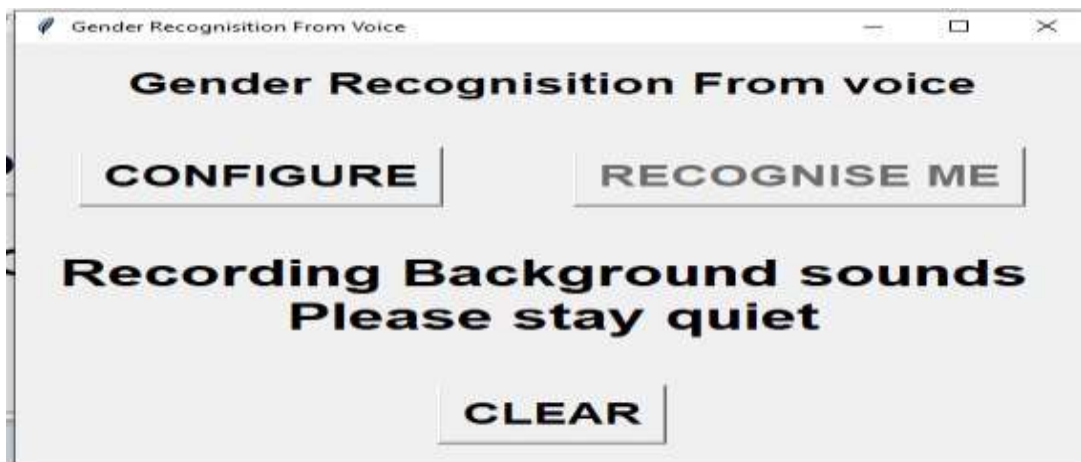 Gender Recognisition From Voice
Gender Recognisition From voice
CONFIGURE RECOGNISE ME
Recording Background sounds
Please stay quiet
CLEAR